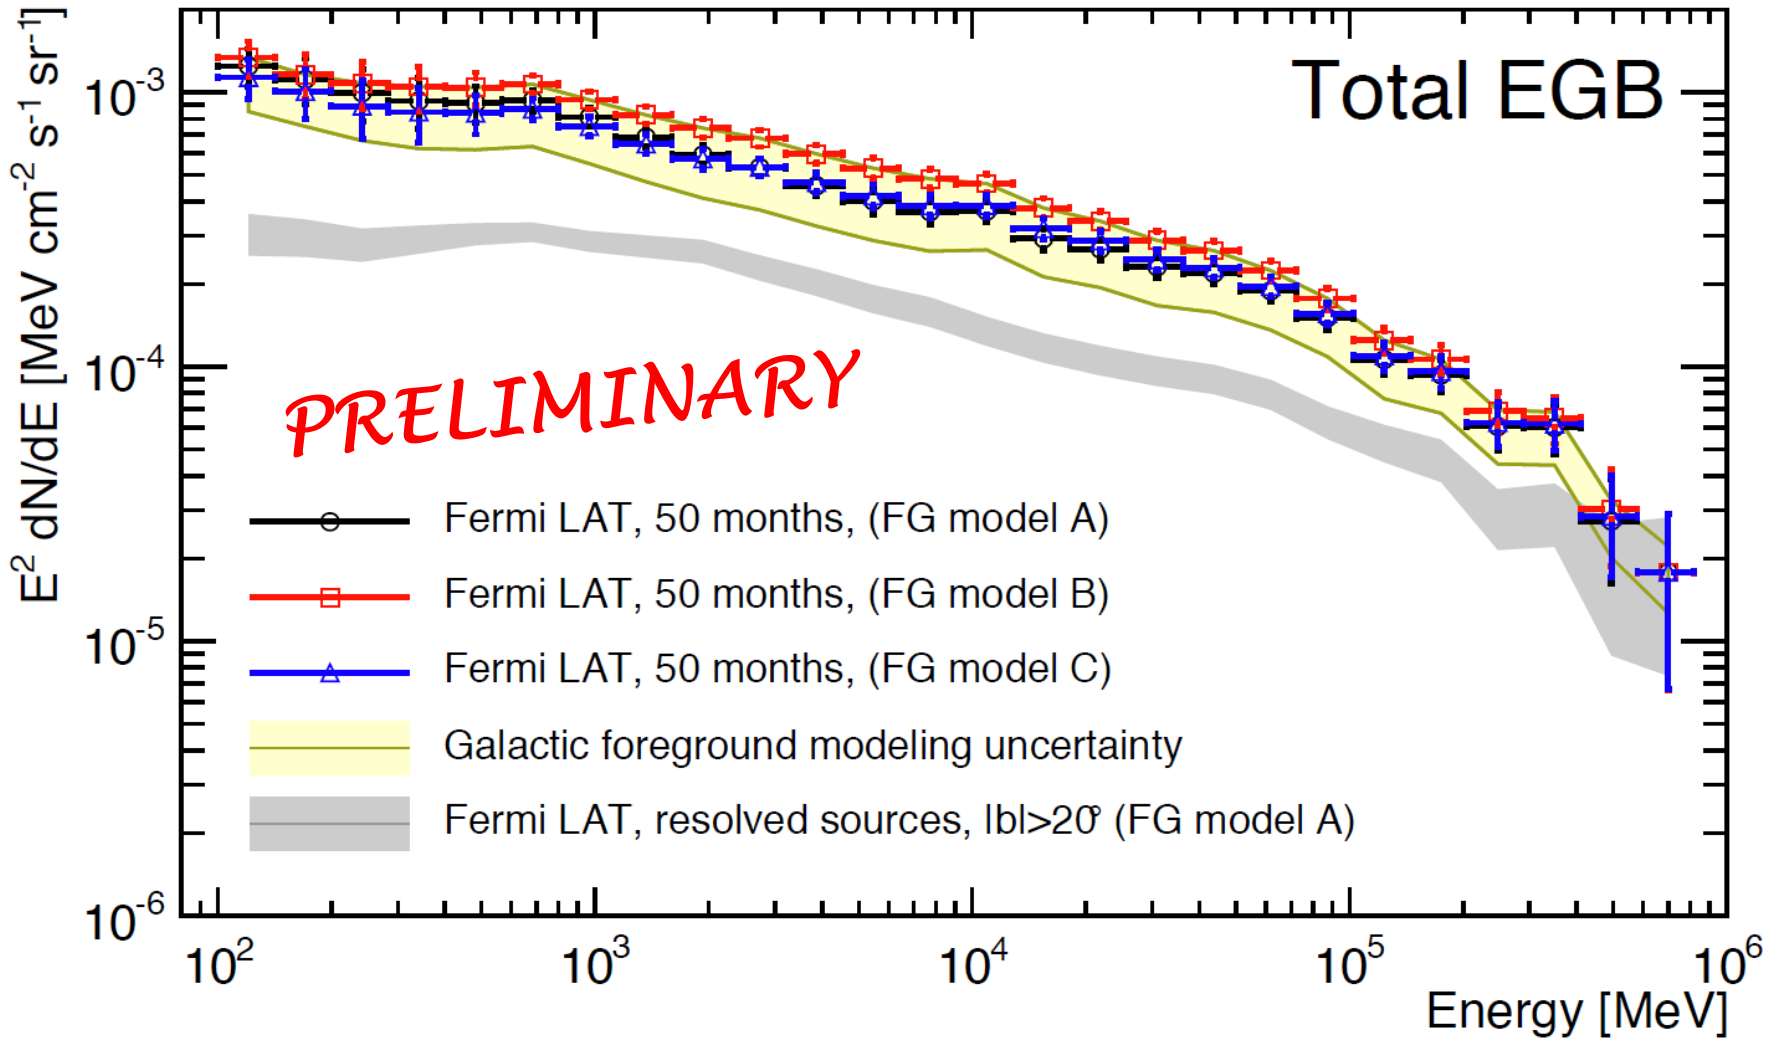 Total EGB
E² dN/dE [MeV cm⁻² s⁻¹ sr⁻¹]
10⁻³
10⁻⁴
10⁻⁵
10⁻⁶
PRELIMINARY
Fermi LAT, 50 months, (FG model A)
Fermi LAT, 50 months, (FG model B)
Fermi LAT, 50 months, (FG model C)
Galactic foreground modeling uncertainty
Fermi LAT, resolved sources, |b|>20° (FG model A)
10² 10³ 10⁴ 10⁵ 10⁶
Energy [MeV]